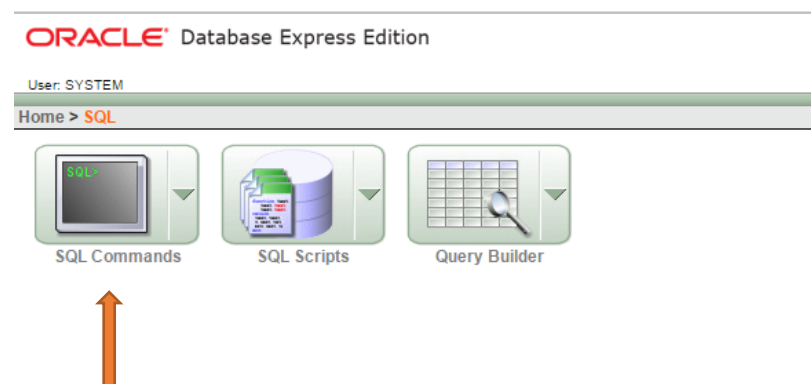 ORACLE® Database Express Edition
User: SYSTEM
Home > SQL
SQL>
SQL Commands
SQL Scripts
Query Builder